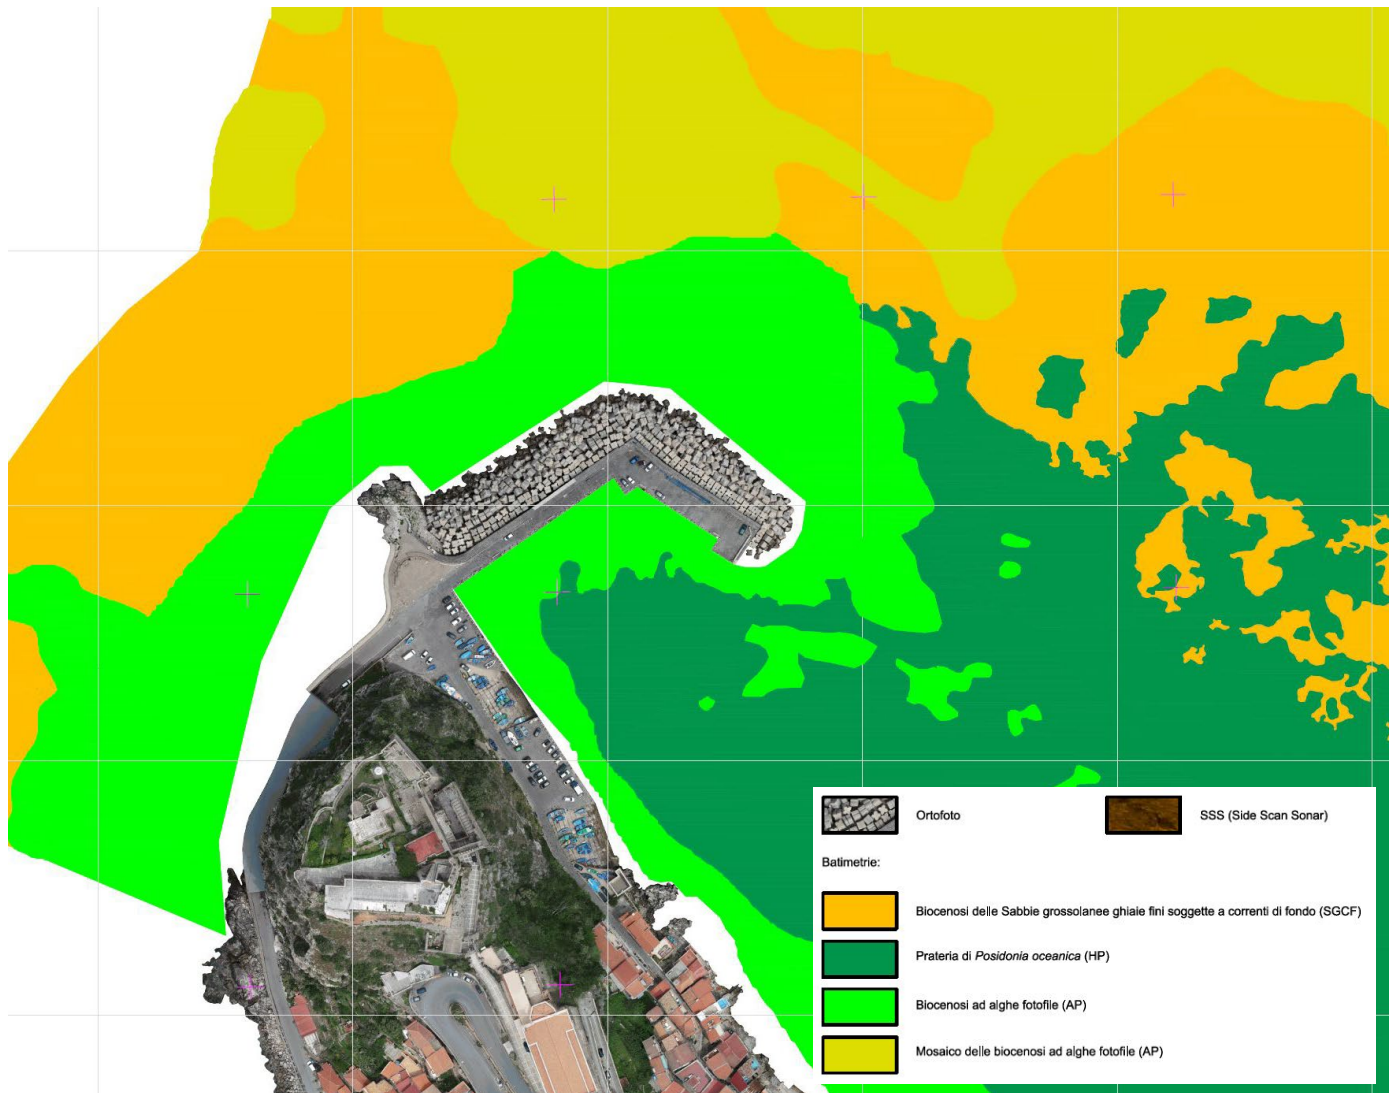 Ortofoto
SSS (Side Scan Sonar)
Batimetrie:
Biocenosi delle Sabbie grossolanee ghiaie fini soggette a correnti di fondo (SGCF)
Prateria di Posidonia oceanica (HP)
Biocenosi ad alghe fotofile (AP)
Mosaico delle biocenosi ad alghe fotofile (AP)